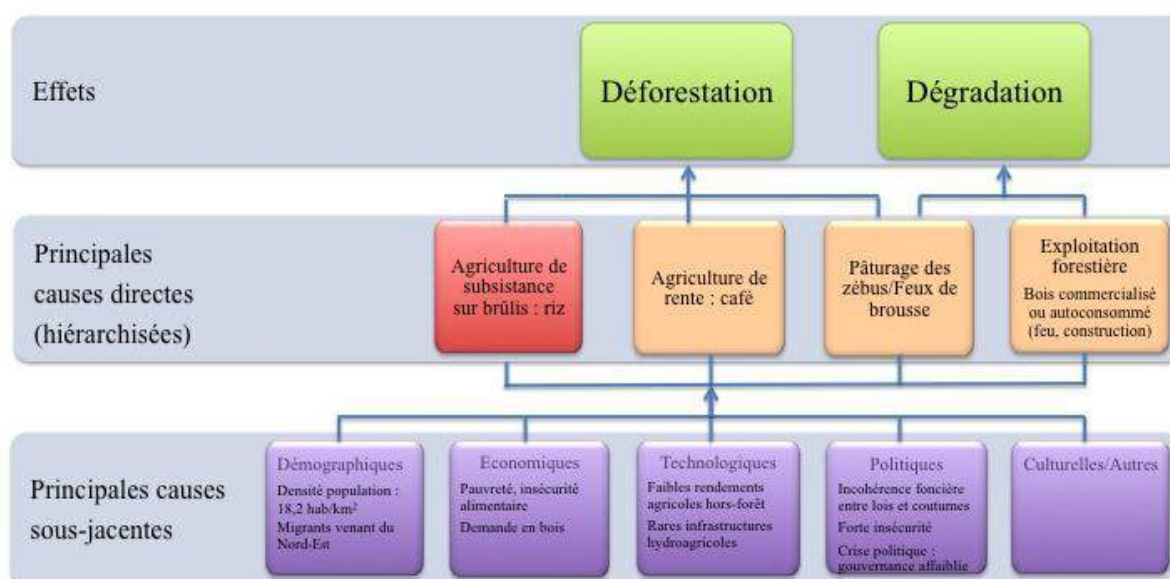 Effets
Déforestation
Dégradation
Principales
causes directes
(hiérarchisées)
Agriculture de
subsistance
sur brûlis : riz
Agriculture de
rente : café
Pâturage des
zébus/Feux de
brousse
Exploitation
forestière
Bois commercialisé
ou autoconsommé
(feu, construction)
Principales causes
sous-jacentes
Démographiques
Densité population :
18,2 hab/km²
Migrants venant du
Nord-Est
Economiques
Pauvreté, insécurité
alimentaire
Demande en bois
Technologiques
Faibles rendements
agricoles hors-forêt
Rares infrastructures
hydroagricoles
Politiques
Incohérence foncière
entre lois et coutumes
Forte insécurité
Crise politique :
gouvernance affaiblie
Culturelles/Autres